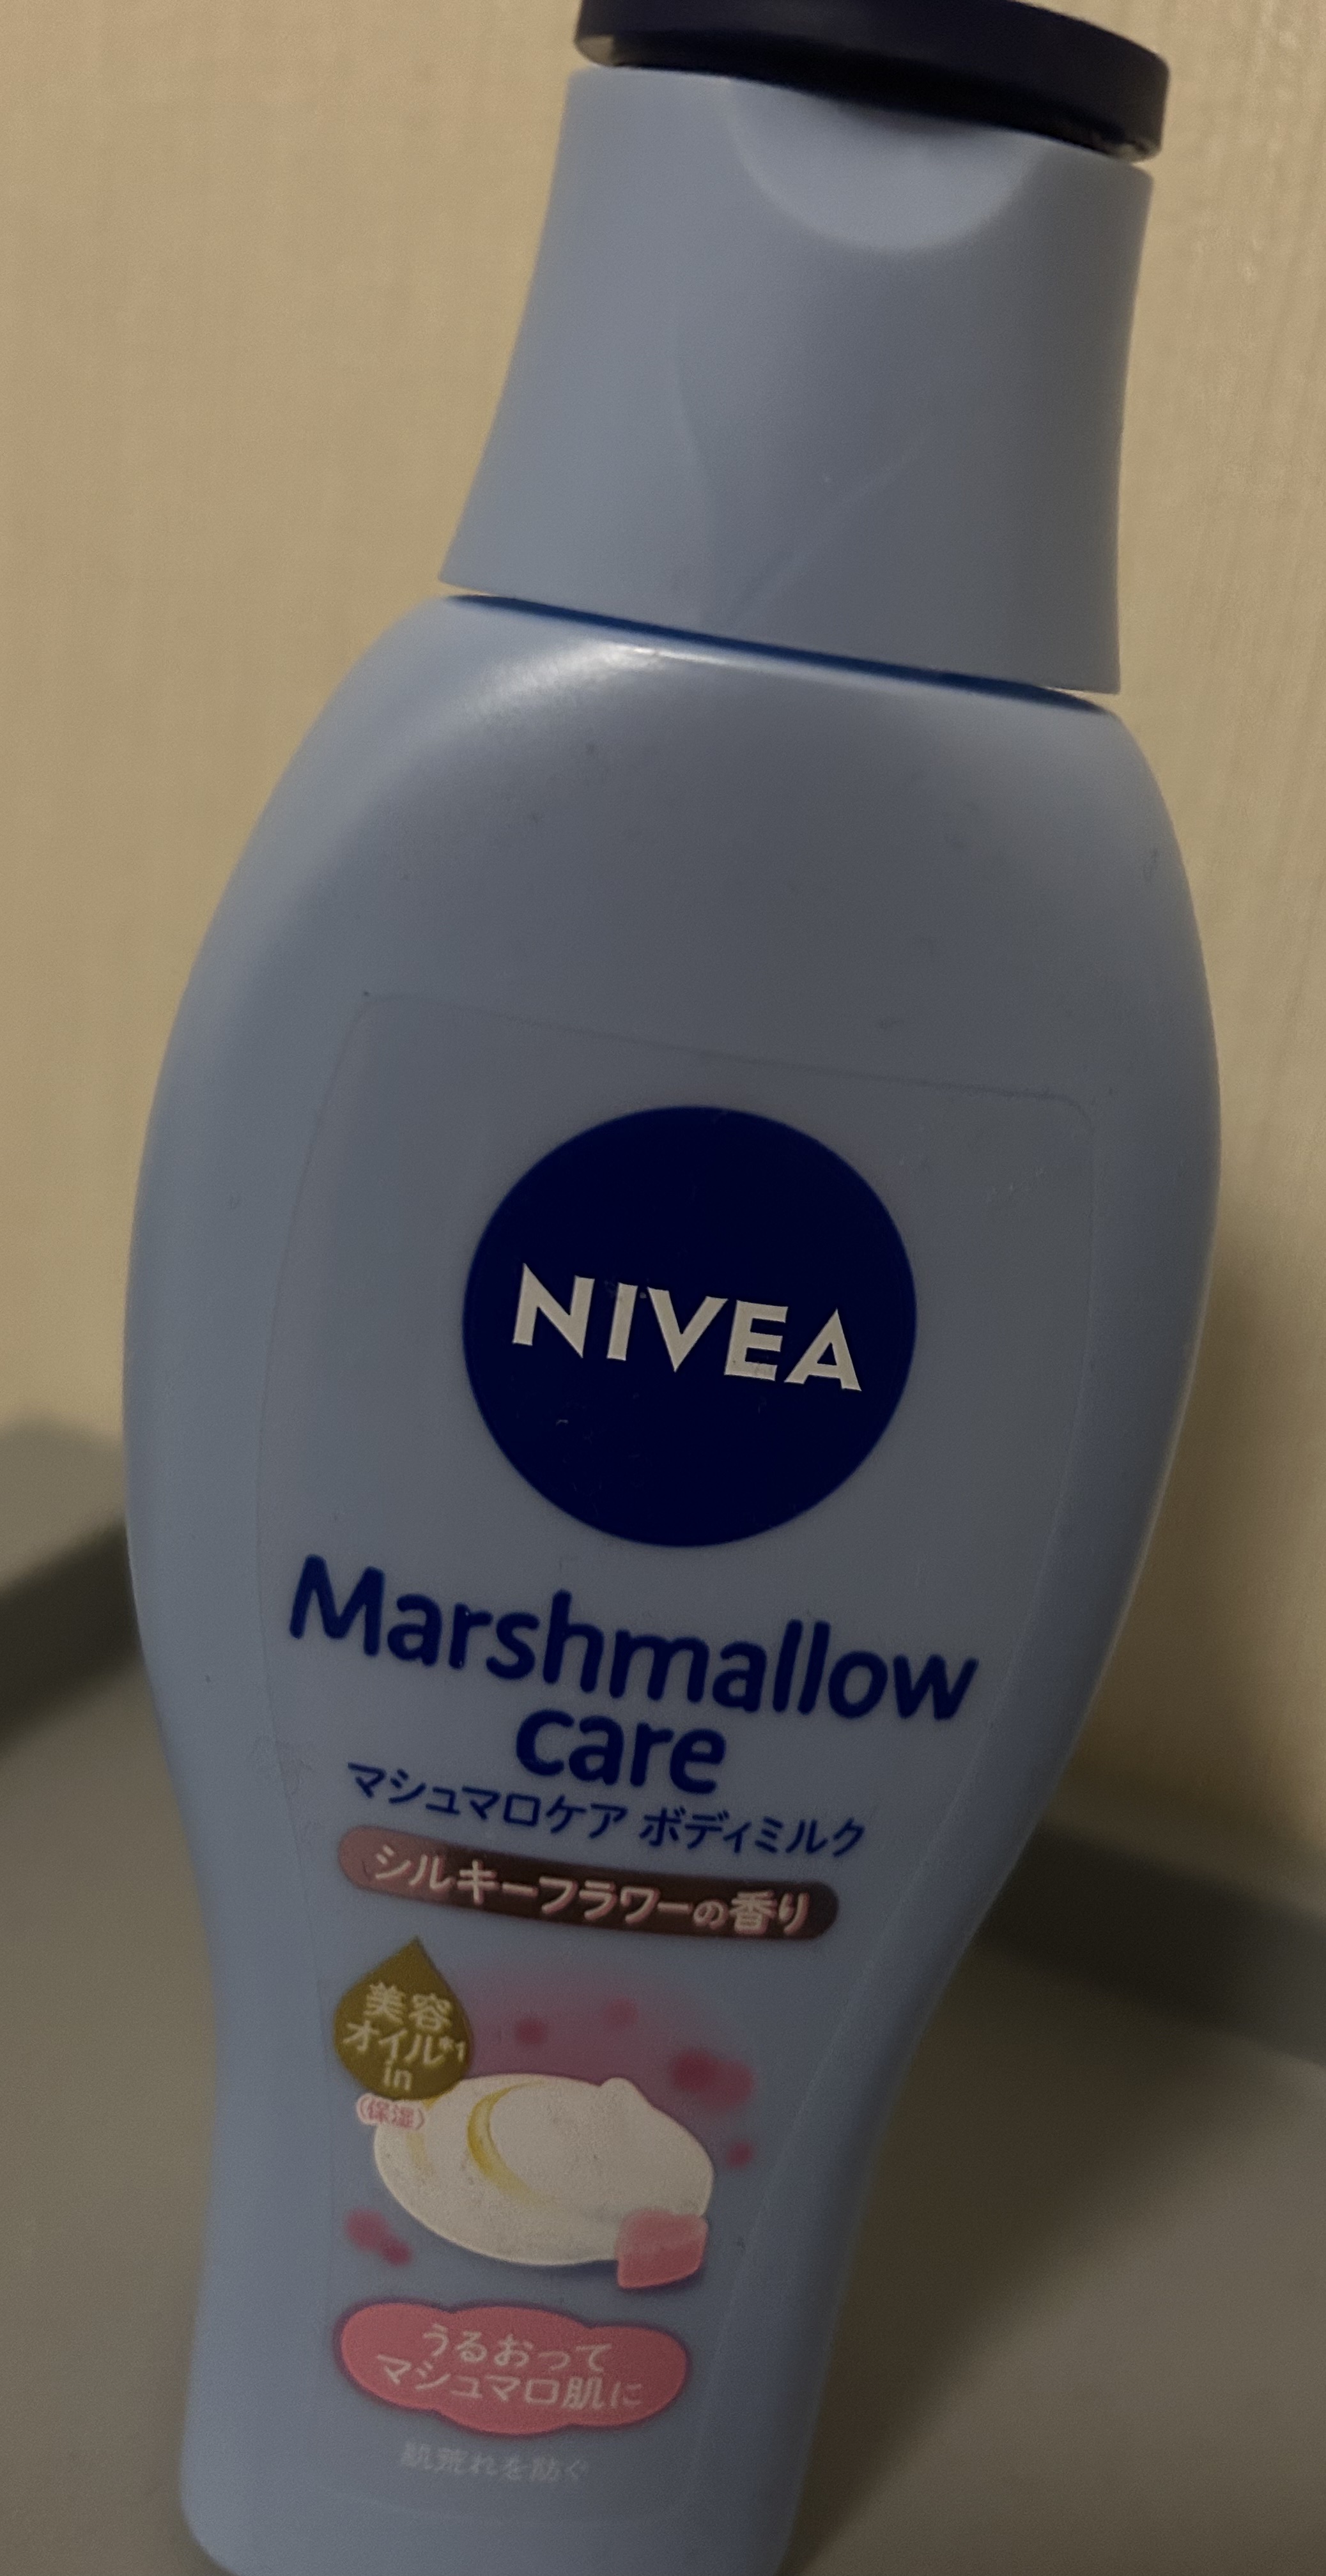 NIVEA
Marshmallow
care
マシュマロケア ボディミルク
シルキーフラワーの香り
美容
オイル*1
in
(保湿)
うるおって
マシュマロ肌に
肌荒れを防ぐ